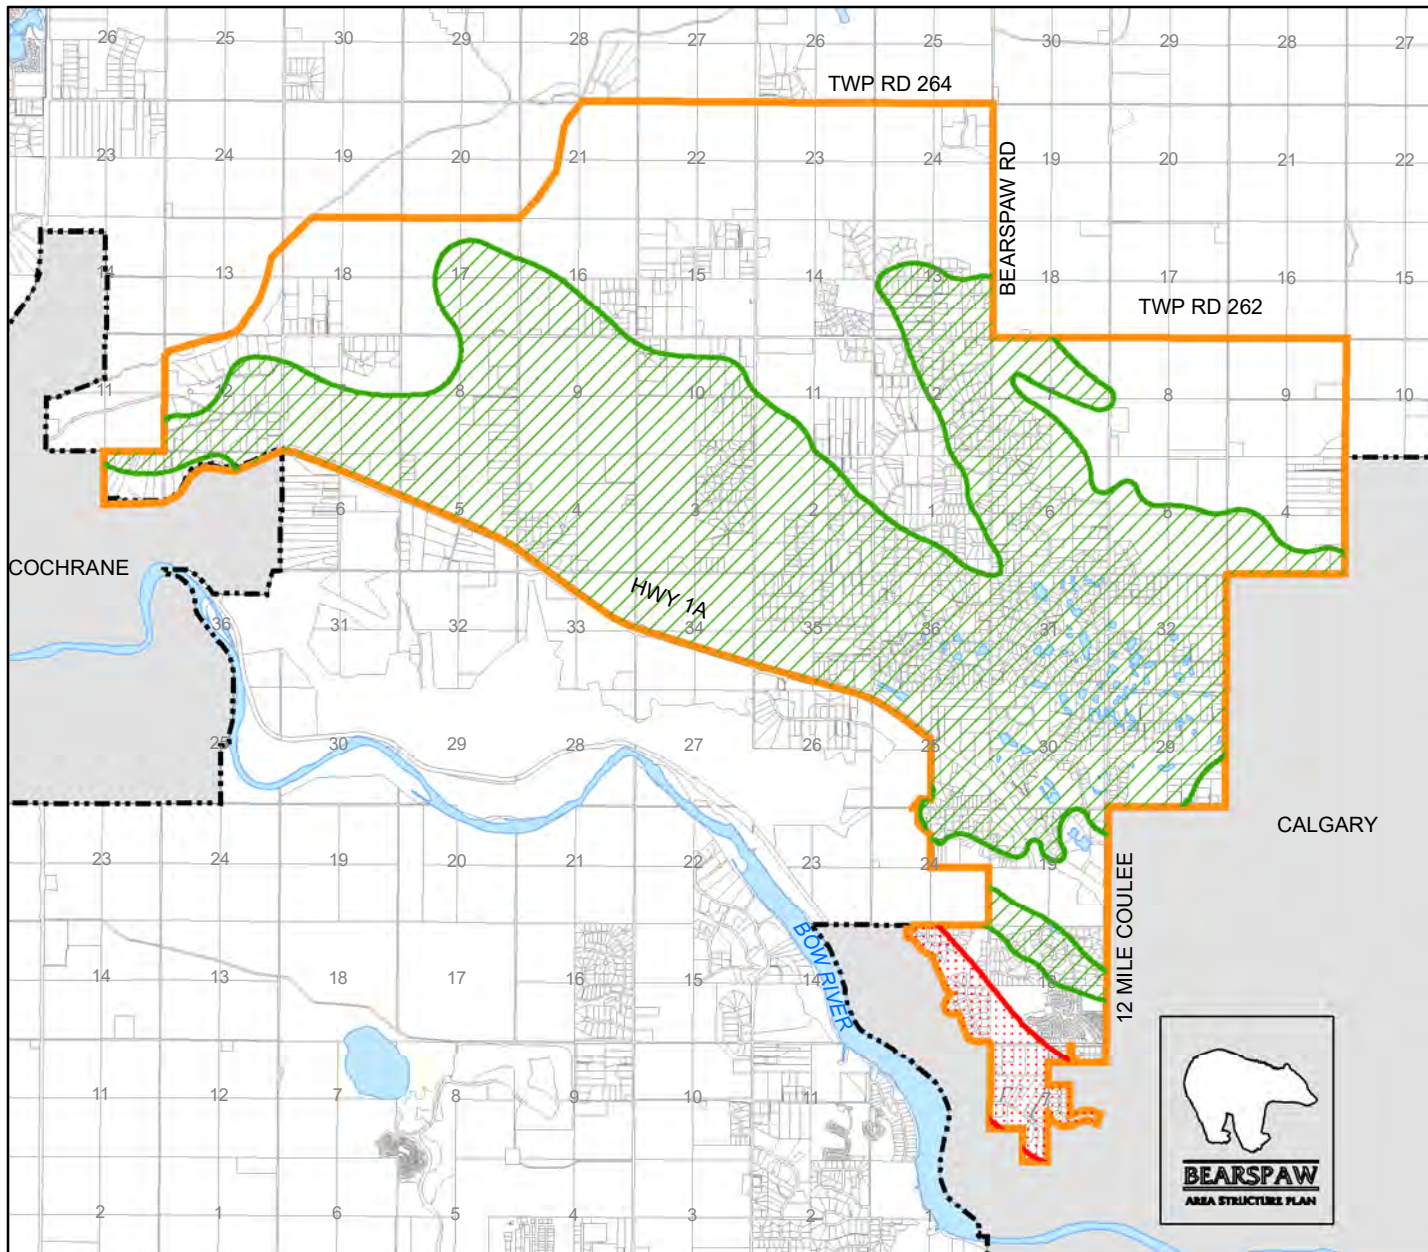 26 25 30 29 28 27 26 25 30 29 28 27
TWP RD 264
23 24 19 20 21 22 23 24 19 20 21 22
BEARSPAW RD
14 13 18 17 16 15 14 13 18 17 16 15
TWP RD 262
11 12 7 8 9 10 11 12 8 9 10
6 5 4 3 2 1 6 5 4
COCHRANE
HWY 1A
36 31 32 33 34 35 36 31 32
25 30 29 28 27 26 25 30 29
CALGARY
23 24 19 20 21 22 23 24 19
12 MILE COULEE
BOW RIVER
14 13 18 17 16 15 14 18
11 12 7 8 9 10 11 7
BEARSPAW
AREA STRUCTURE PLAN
2 1 6 5 4 3 2 1